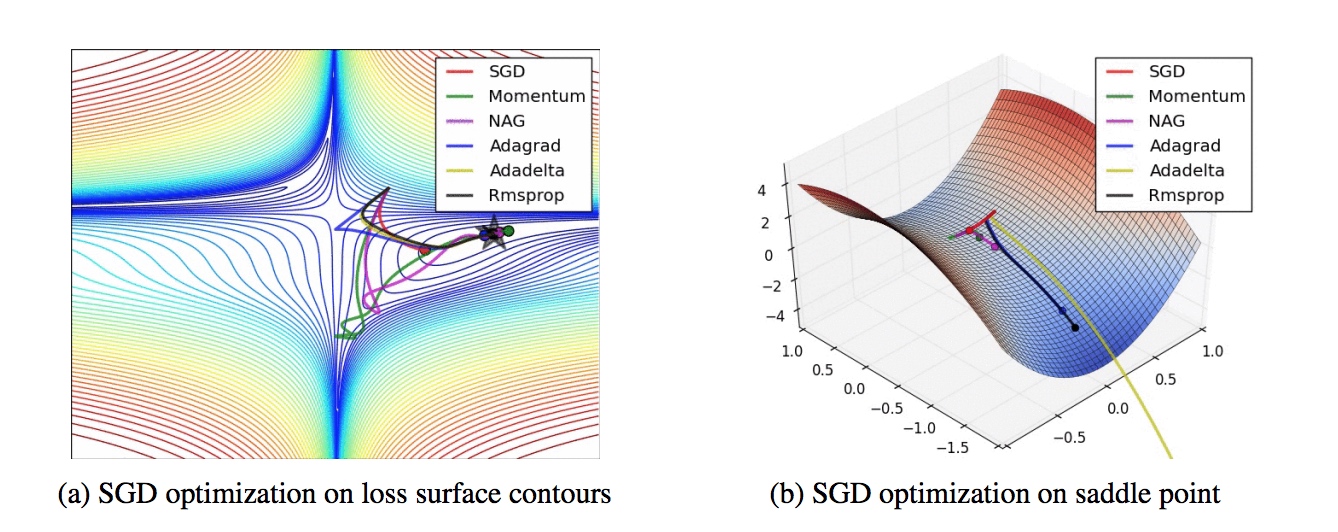 SGD
Momentum
NAG
Adagrad
Adadelta
Rmsprop
(a) SGD optimization on loss surface contours
SGD
Momentum
NAG
Adagrad
Adadelta
Rmsprop
4
2
0
−2
−4
1.0
0.5
0.0
−0.5
−1.0
−1.5
−0.5
0.0
0.5
1.0
(b) SGD optimization on saddle point